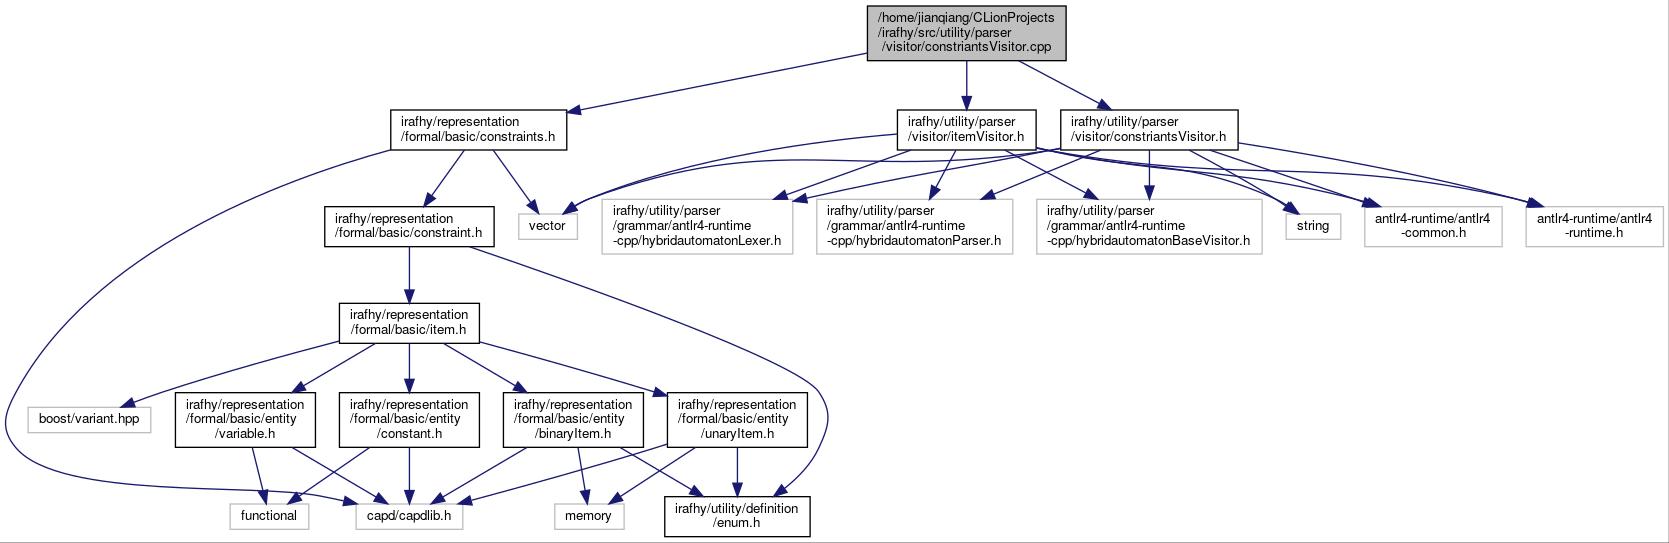 /home/jianqiang/CLionProjects
/irafhy/src/utility/parser
/visitor/constriantsVisitor.cpp
irafhy/representation
/formal/basic/constraints.h
irafhy/utility/parser
/visitor/itemVisitor.h
irafhy/utility/parser
/visitor/constriantsVisitor.h
irafhy/representation
/formal/basic/constraint.h
vector
irafhy/utility/parser
/grammar/antlr4-runtime
-cpp/hybridautomatonLexer.h
irafhy/utility/parser
/grammar/antlr4-runtime
-cpp/hybridautomatonParser.h
irafhy/utility/parser
/grammar/antlr4-runtime
-cpp/hybridautomatonBaseVisitor.h
string
antlr4-runtime/antlr4
-common.h
antlr4-runtime/antlr4
-runtime.h
irafhy/representation
/formal/basic/item.h
boost/variant.hpp
irafhy/representation
/formal/basic/entity
/variable.h
irafhy/representation
/formal/basic/entity
/constant.h
irafhy/representation
/formal/basic/entity
/binaryItem.h
irafhy/representation
/formal/basic/entity
/unaryItem.h
functional
capd/capdlib.h
memory
irafhy/utility/definition
/enum.h